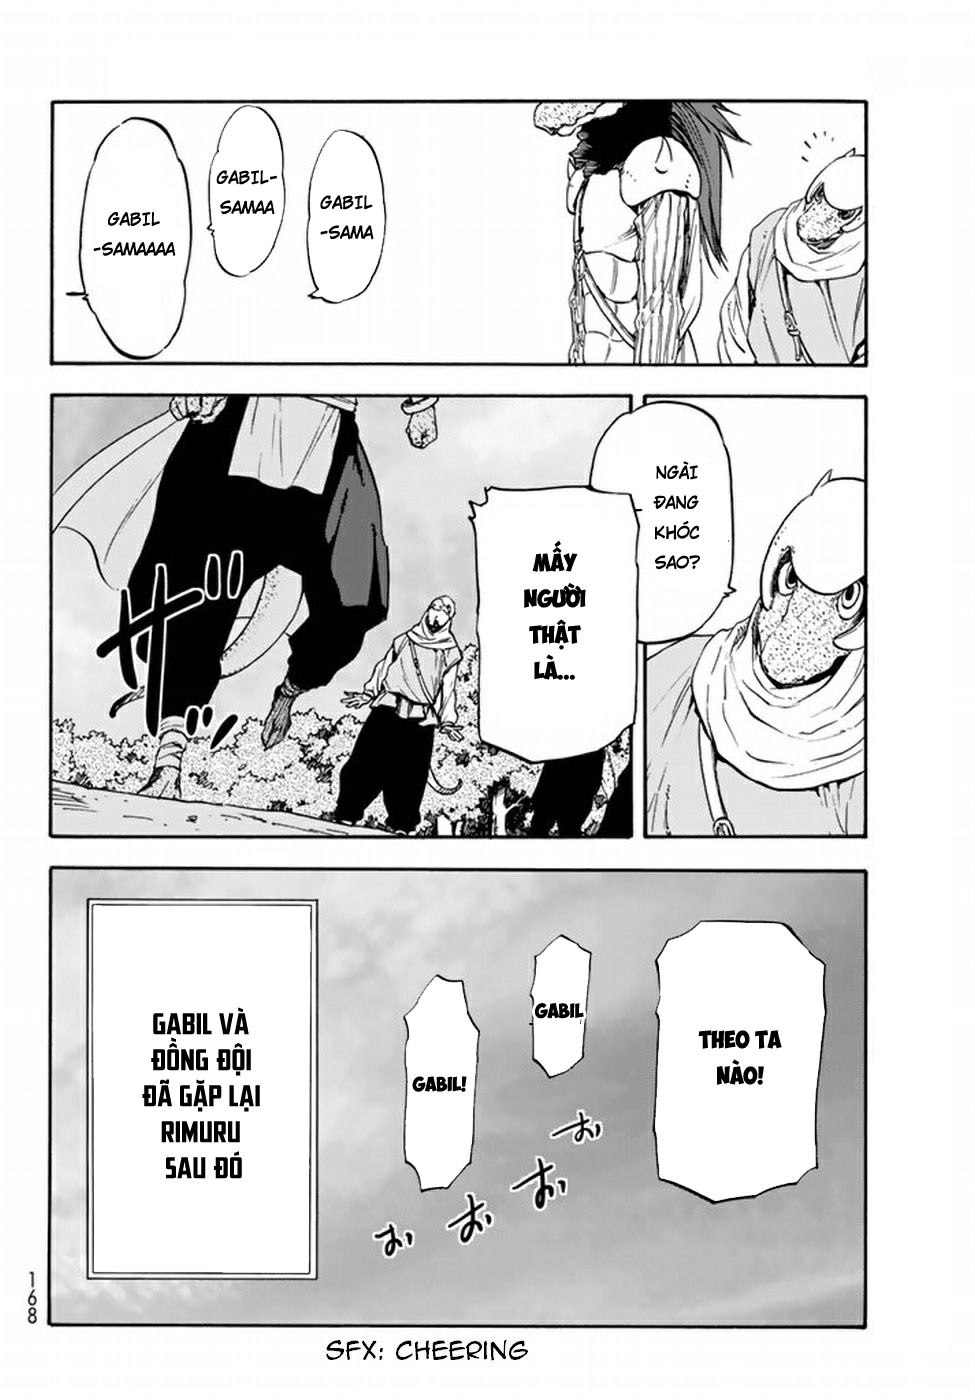 GABIL
-SAMA
GABIL-
SAMAA
GABIL
-SAMAAAA
NGÀI
ĐANG
KHÓC
SAO?
MẤY
NGƯỜI
THẬT
LÀ...
ザッ
THEO TA
NÀO!
GABIL
GABIL!
おおおお
GABIL VÀ
ĐỒNG ĐỘI
ĐÃ GẶP LẠI
RIMURU
SAU ĐÓ
168
SFX: CHEERING